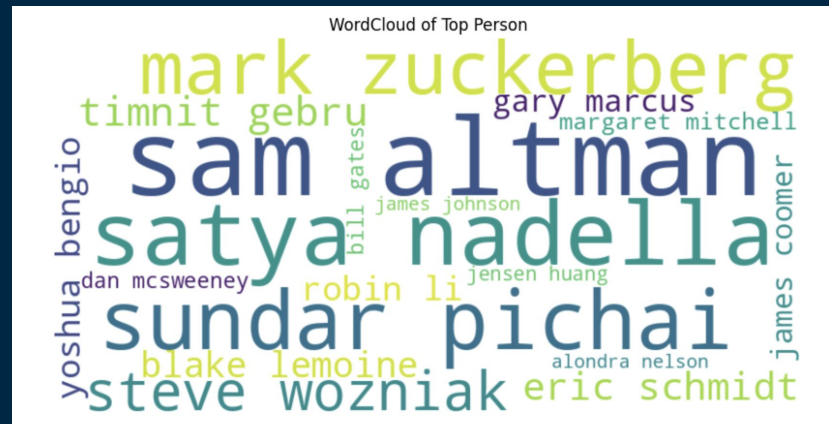 WordCloud of Top Person
mark zuckerberg
timnit gebru
gary marcus
margaret mitchell
sam altman
yoshua bengio
bill gates
james johnson
james coomer
satya nadella
dan mcsweeney
robin li
jensen huang
sundar pichai
blake lemoine
alondra nelson
steve wozniak
eric schmidt